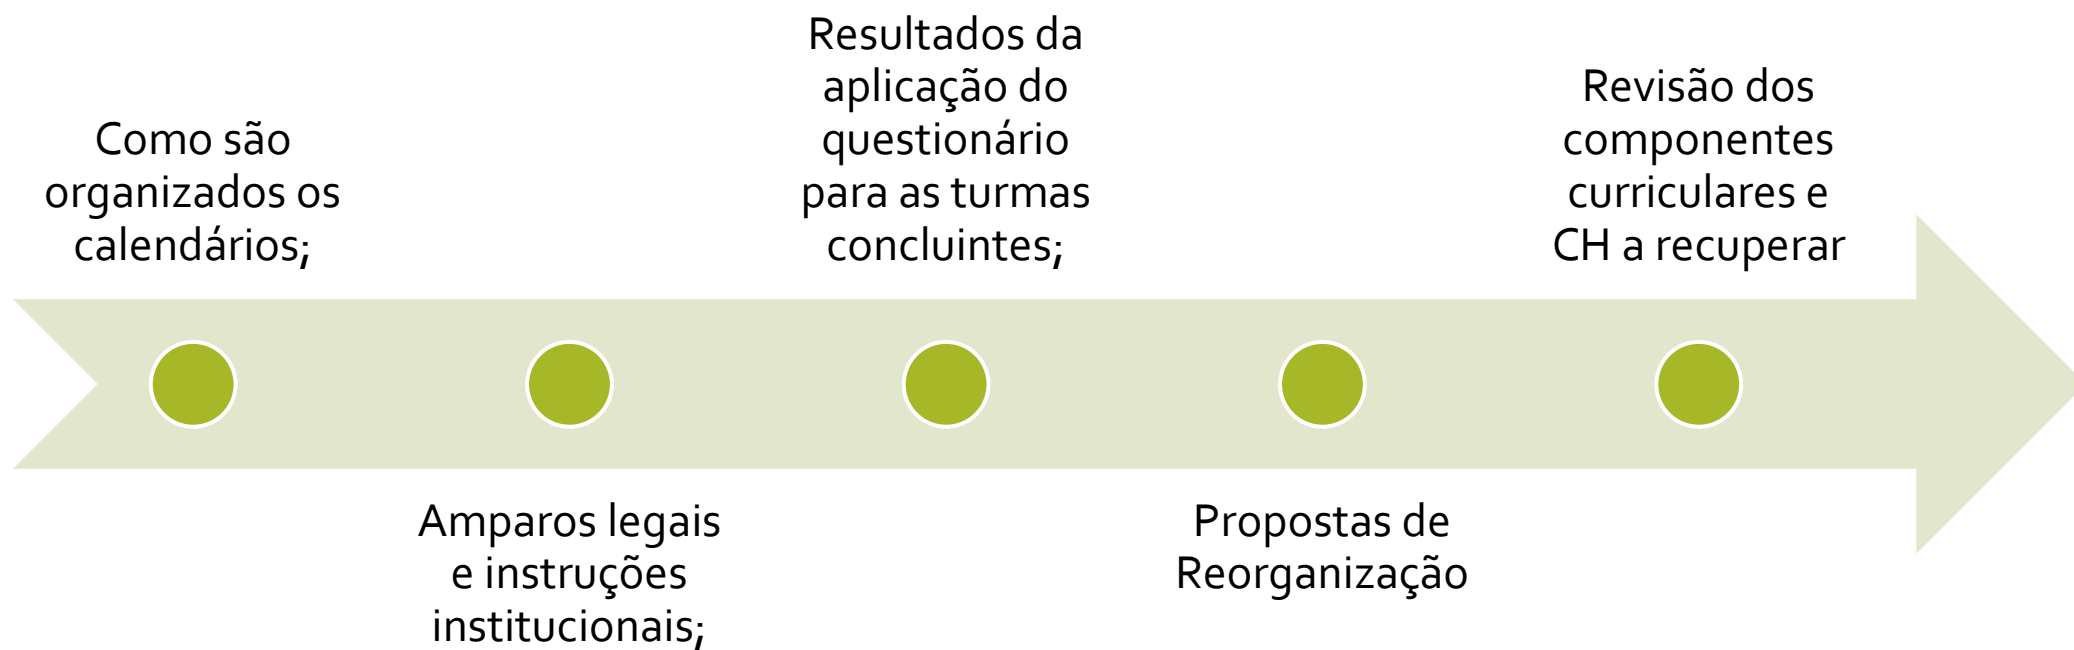 Como são
organizados os
calendários;
Amparos legais
e instruções
institucionais;
Resultados da
aplicação do
questionário
para as turmas
concluintes;
Propostas de
Reorganização
Revisão dos
componentes
curriculares e
CH a recuperar